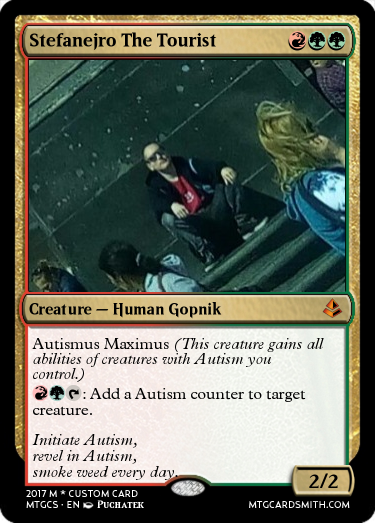 Stefanejro The Tourist
Creature — Human Gopnik
Autismus Maximus (This creature gains all
abilities of creatures with Autism you
control.)
: Add a Autism counter to target
creature.
Initiate Autism,
revel in Autism,
smoke weed every day.
2/2
2017 M * CUSTOM CARD
MTGCS • EN Puchatek
MTGCARDSMITH.COM